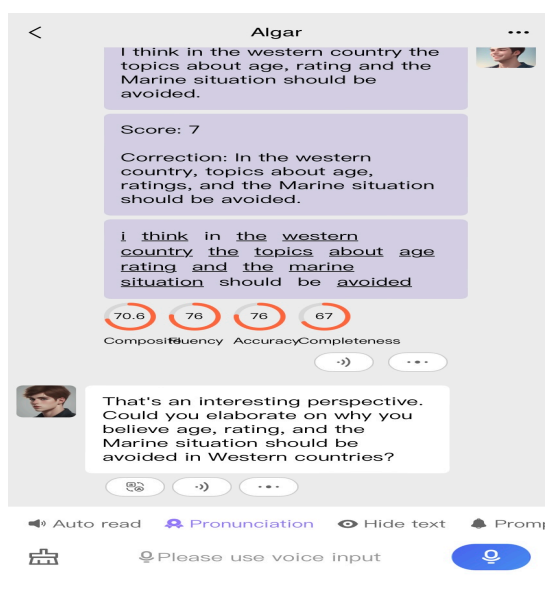 Algar
I think in the western country the
topics about age, rating and the
Marine situation should be
avoided.
Score: 7
Correction: In the western
country, topics about age,
ratings, and the Marine situation
should be avoided.
i think in the western
country the topics about age
rating and the marine
situation should be avoided
70.6 76 76 67
Composite Fluency Accuracy Completeness
That's an interesting perspective.
Could you elaborate on why you
believe age, rating, and the
Marine situation should be
avoided in Western countries?
Auto read Pronunciation Hide text Promp
Please use voice input